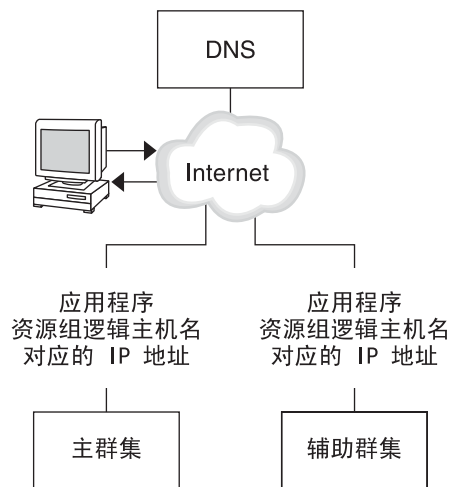 DNS
Internet
应用程序
资源组逻辑主机名
对应的 IP 地址
应用程序
资源组逻辑主机名
对应的 IP 地址
主群集
辅助群集